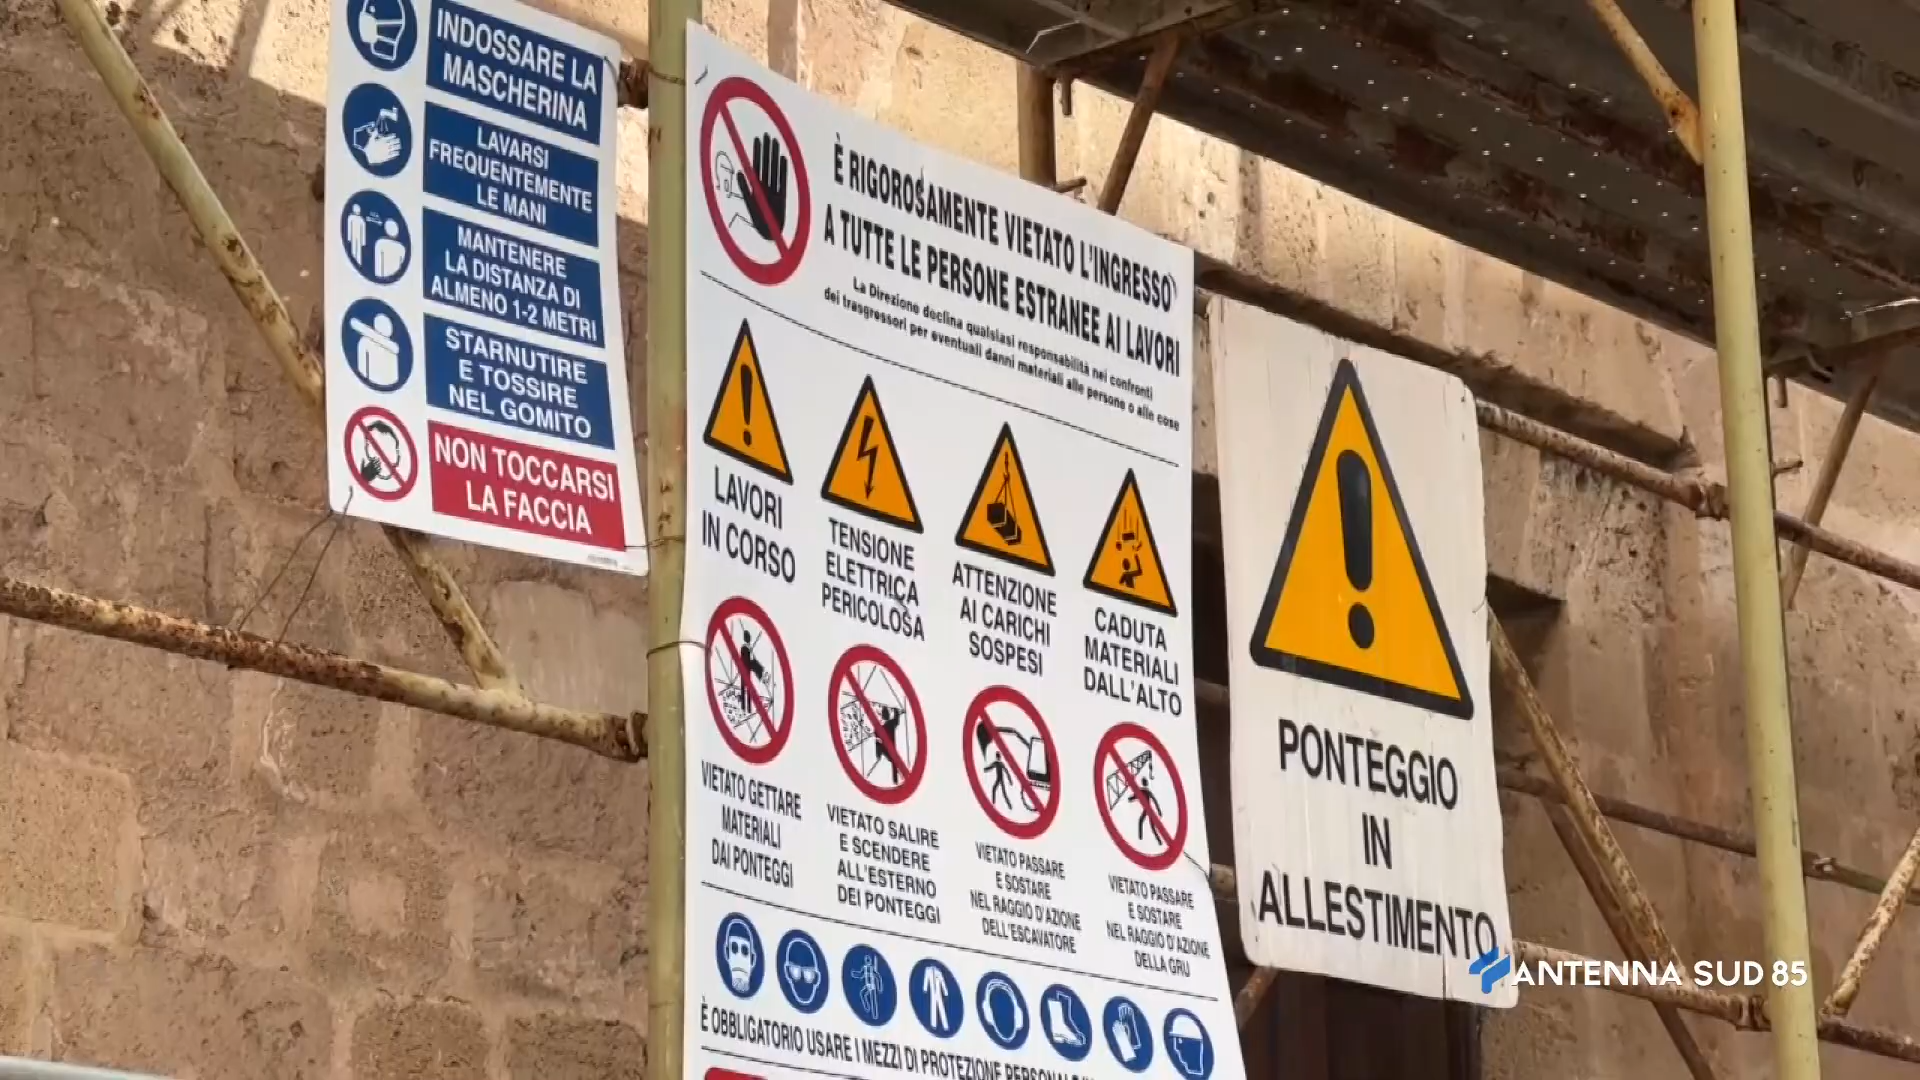 INDOSSARE LA
MASCHERINA
LAVARSI
FREQUENTEMENTE
LE MANI
MANTENERE
LA DISTANZA DI
ALMENO 1-2 METRI
STARNUTIRE
E TOSSIRE
NEL GOMITO
NON TOCCARSI
LA FACCIA
È RIGOROSAMENTE VIETATO L'INGRESSO
A TUTTE LE PERSONE ESTRANEE AI LAVORI
La Direzione declina qualsiasi responsabilità nei confronti
dei trasgressori per eventuali danni materiali alle persone o alle cose
LAVORI
IN CORSO
TENSIONE
ELETTRICA
PERICOLOSA
ATTENZIONE
AI CARICHI
SOSPESI
CADUTA
MATERIALI
DALL'ALTO
VIETATO GETTARE
MATERIALI
DAI PONTEGGI
VIETATO SALIRE
E SCENDERE
ALL'ESTERNO
DEI PONTEGGI
VIETATO PASSARE
E SOSTARE
NEL RAGGIO D'AZIONE
DELL'ESCAVATORE
VIETATO PASSARE
E SOSTARE
NEL RAGGIO D'AZIONE
DELLA GRU
È OBBLIGATORIO USARE I MEZZI DI PROTEZIONE
PONTEGGIO
IN
ALLESTIMENTO
ANTENNA SUD 85